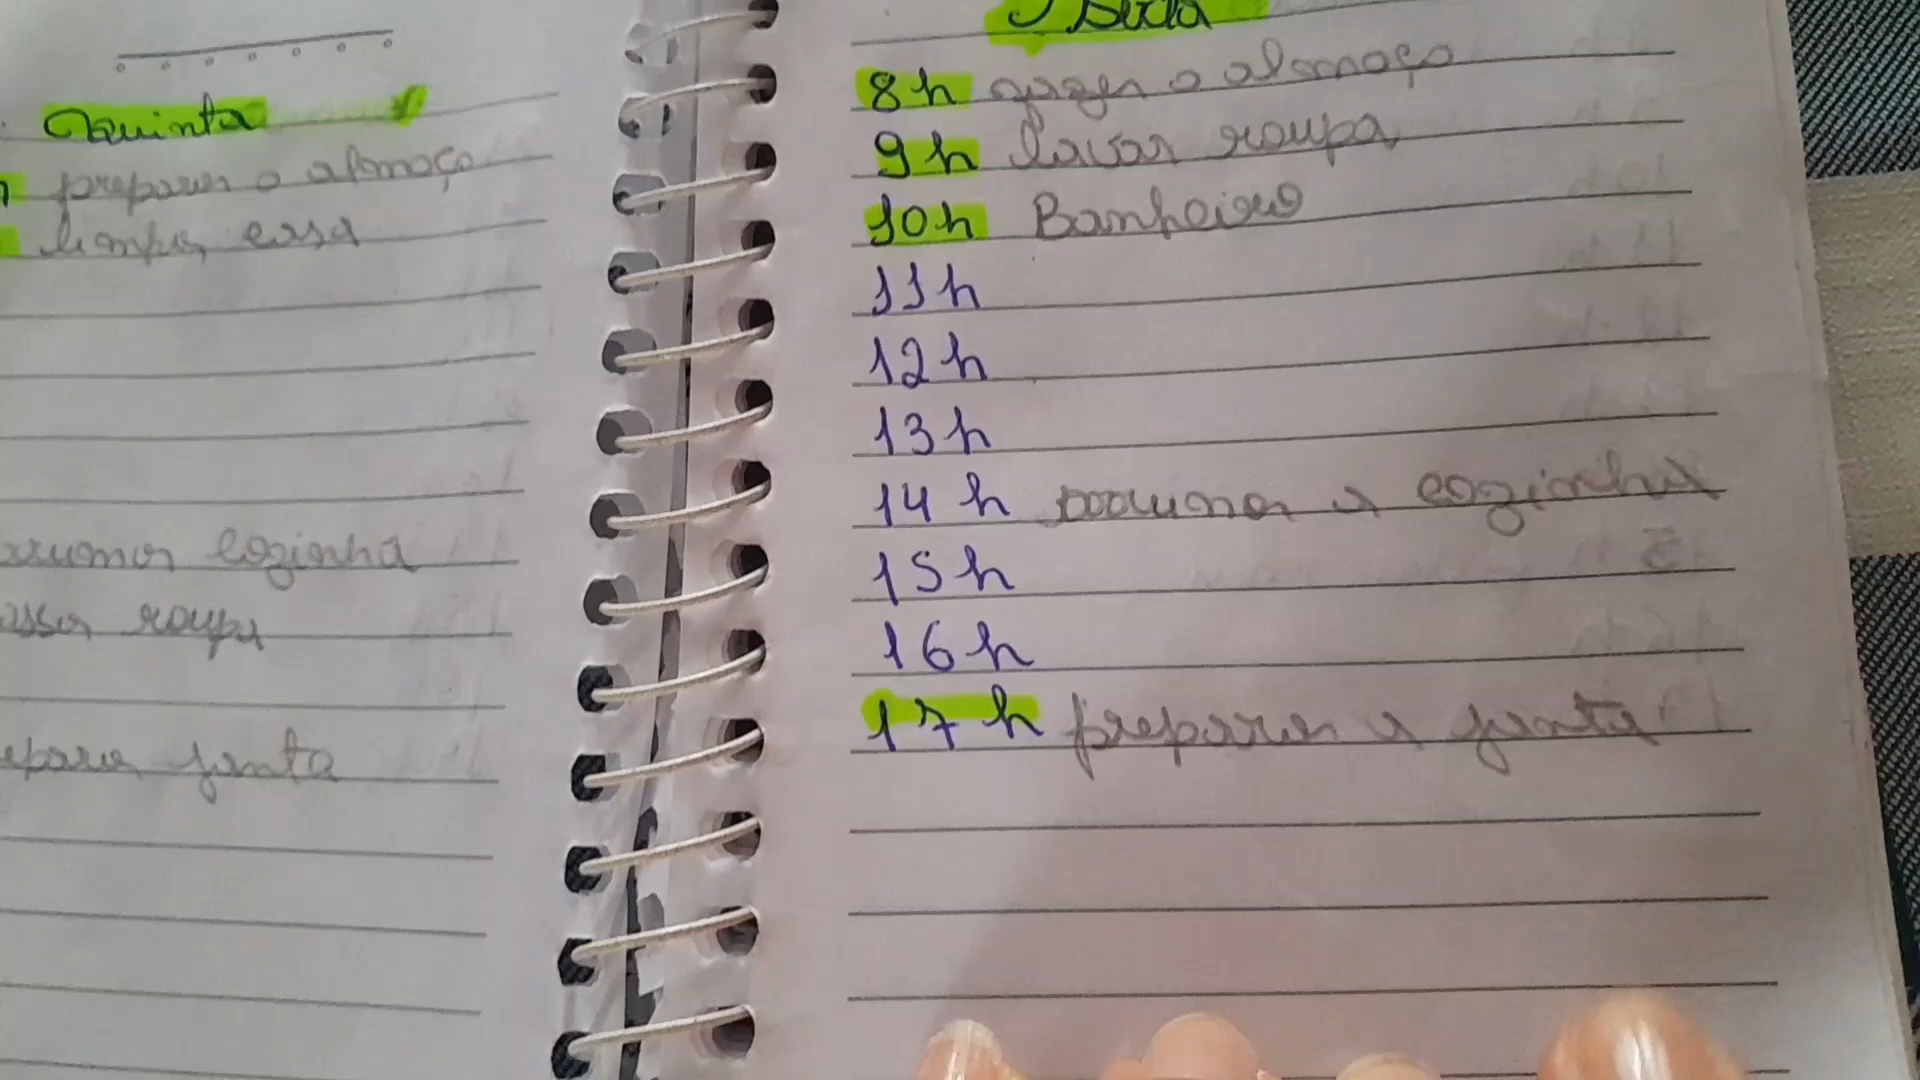 Quinta
preparar o almoço
limpar casa
arrumar cozinha
passar roupa
preparar janta
Sexta
8h fazer o almoço
9h lavar roupa
10h Banheiro
11h
12h
13h
14h arrumar a cozinha
15h
16h
17h preparar a janta